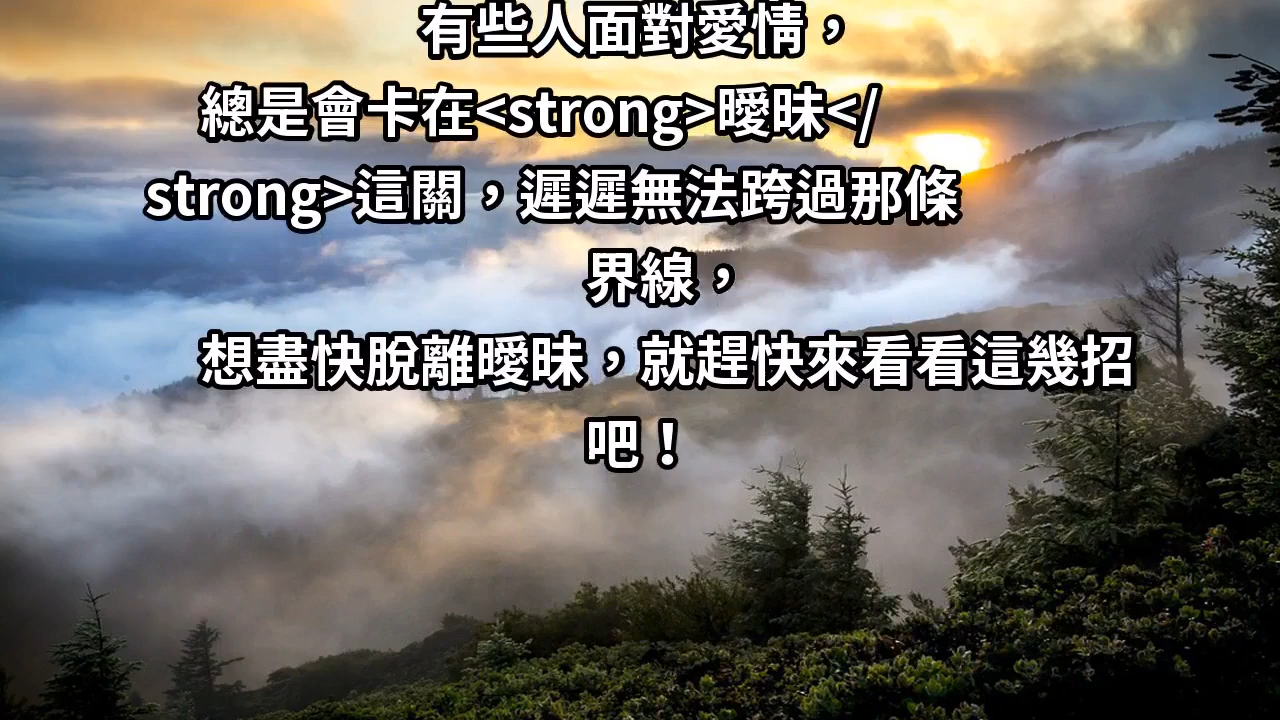 有些人面對愛情，
總是會卡在<strong>曖昧</
strong>這關，遲遲無法跨過那條
界線，
想盡快脫離曖昧，就趕快來看看這幾招
吧！